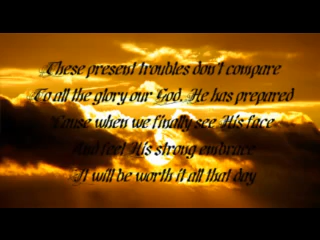 These present troubles don't compare
To all the glory our God, He has prepared
'Cause when we finally see His face
And feel His strong embrace
It will be worth it all that day